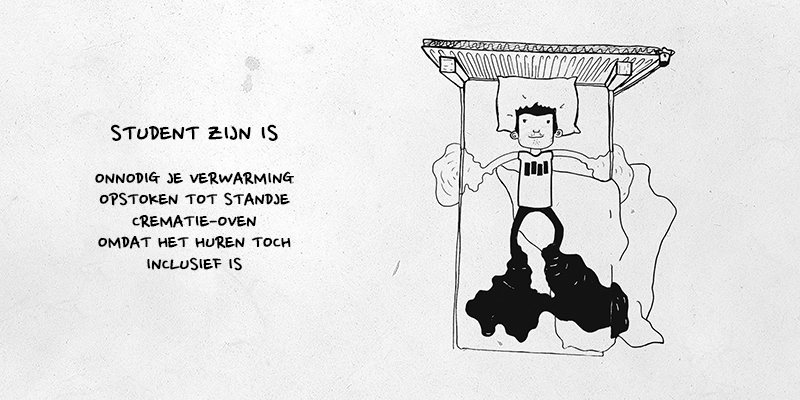 STUDENT ZIJN IS
ONNODIG JE VERWARMING
OPSTOKEN TOT STANDJE
CREMATIE-OVEN
OMDAT HET HUREN TOCH
INCLUSIEF IS